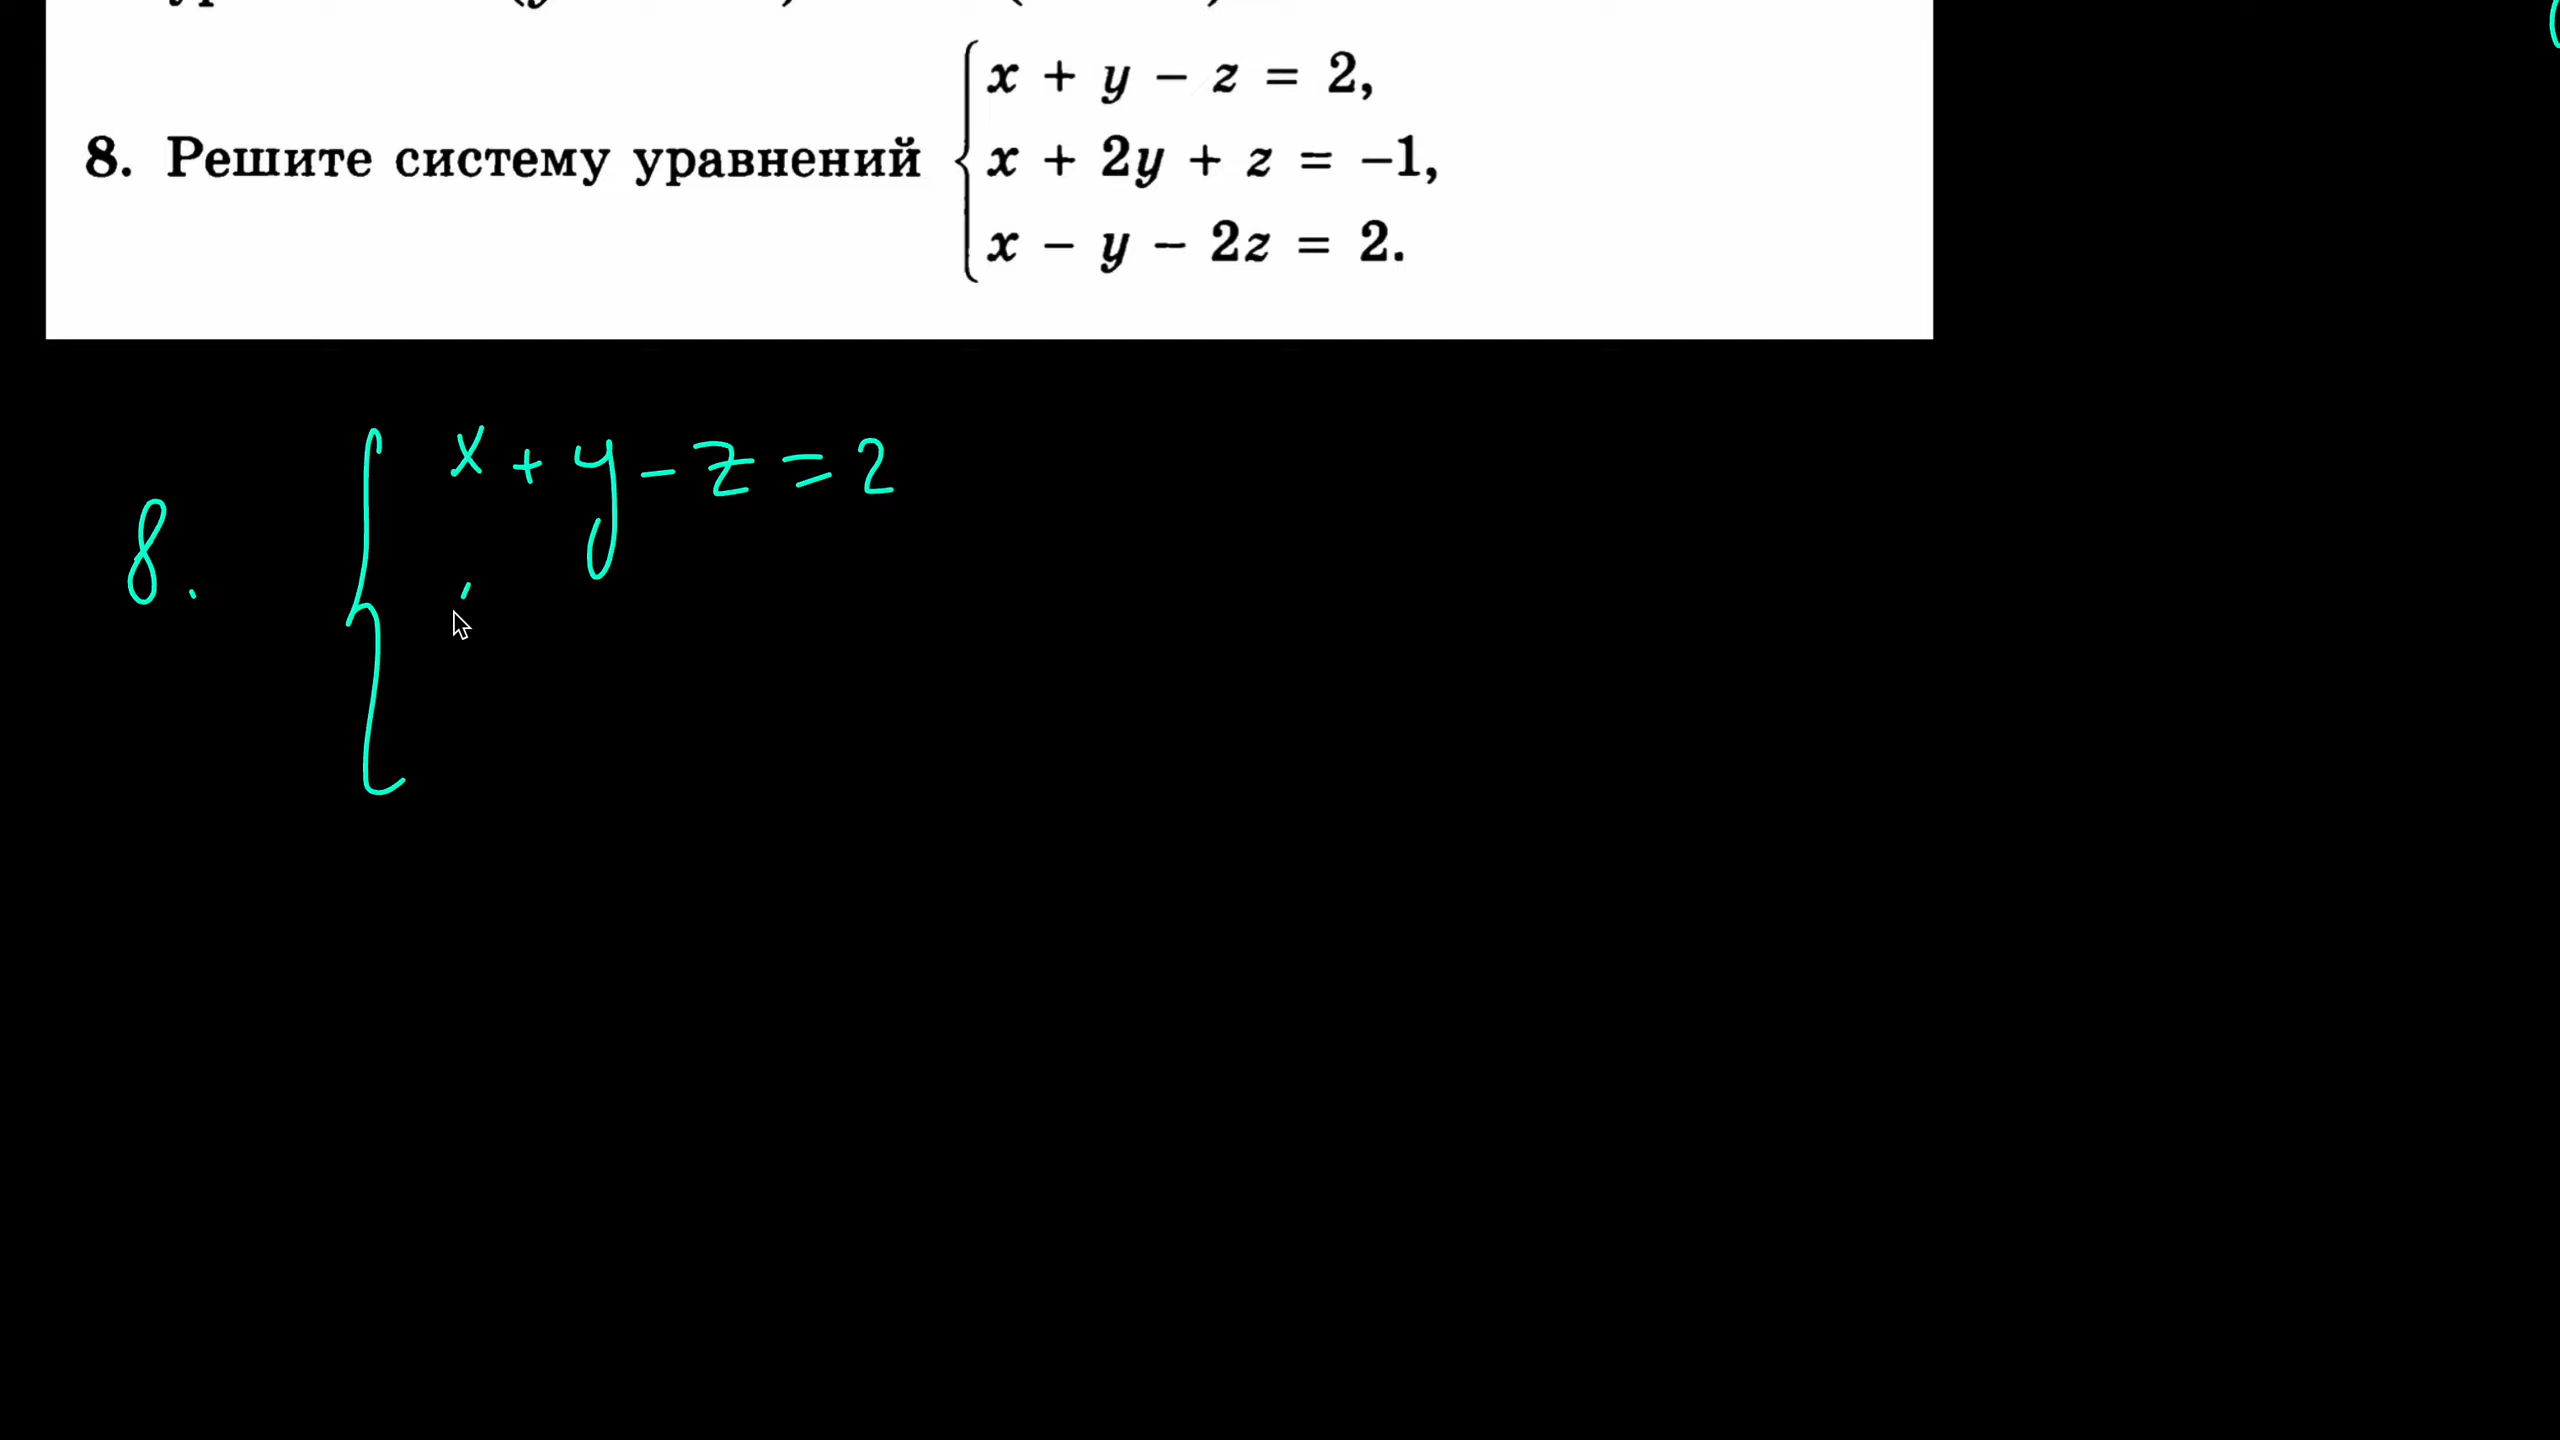 x + y − z = 2,
8. Решите систему уравнений x + 2y + z = −1,
x − y − 2z = 2.
x + y − z = 2
8.